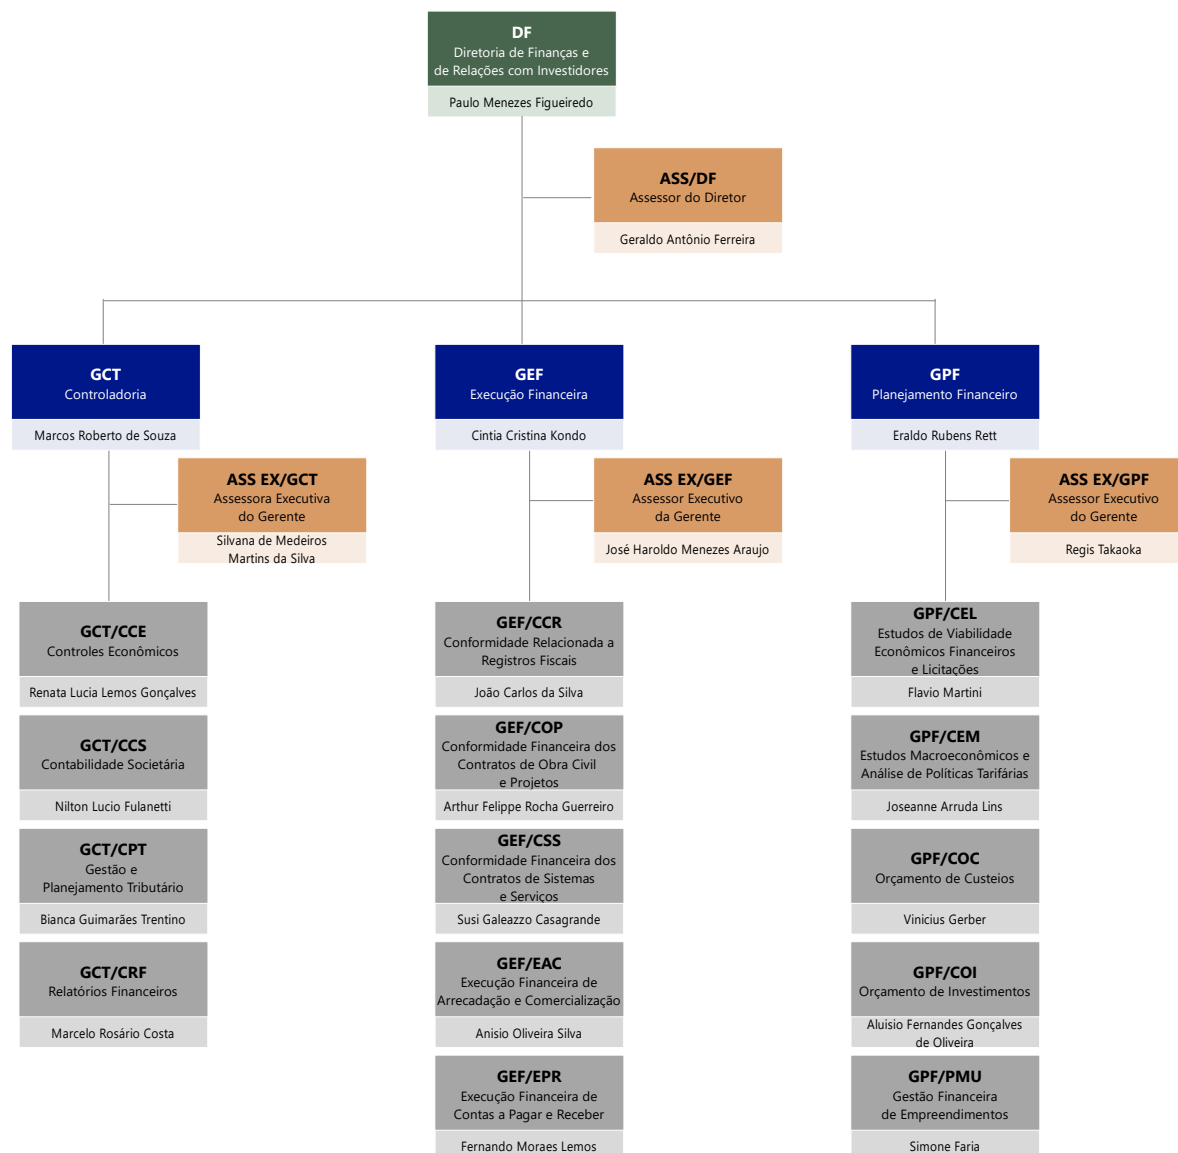 DF
Diretoria de Finanças e
de Relações com Investidores
Paulo Menezes Figueiredo
ASS/DF
Assessor do Diretor
Geraldo Antônio Ferreira
GCT
Controladoria
Marcos Roberto de Souza
GEF
Execução Financeira
Cintia Cristina Kondo
GPF
Planejamento Financeiro
Eraldo Rubens Rett
ASS EX/GCT
Assessora Executiva
do Gerente
Silvana de Medeiros
Martins da Silva
ASS EX/GEF
Assessor Executivo
da Gerente
José Haroldo Menezes Araujo
ASS EX/GPF
Assessor Executivo
do Gerente
Regis Takaoka
GCT/CCE
Controles Econômicos
Renata Lucia Lemos Gonçalves
GCT/CCS
Contabilidade Societária
Nilton Lucio Fulanetti
GCT/CPT
Gestão e
Planejamento Tributário
Bianca Guimarães Trentino
GCT/CRF
Relatórios Financeiros
Marcelo Rosário Costa
GEF/CCR
Conformidade Relacionada a
Registros Fiscais
João Carlos da Silva
GEF/COP
Conformidade Financeira dos
Contratos de Obra Civil
e Projetos
Arthur Felippe Rocha Guerreiro
GEF/CSS
Conformidade Financeira dos
Contratos de Sistemas
e Serviços
Susi Galeazzo Casagrande
GEF/EAC
Execução Financeira de
Arrecadação e Comercialização
Anisio Oliveira Silva
GEF/EPR
Execução Financeira de
Contas a Pagar e Receber
Fernando Moraes Lemos
GPF/CEL
Estudos de Viabilidade
Econômicos Financeiros
e Licitações
Flavio Martini
GPF/CEM
Estudos Macroeconômicos e
Análise de Políticas Tarifárias
Joseanne Arruda Lins
GPF/COC
Orçamento de Custeios
Vinicius Gerber
GPF/COI
Orçamento de Investimentos
Aluisio Fernandes Gonçalves
de Oliveira
GPF/PMU
Gestão Financeira
de Empreendimentos
Simone Faria